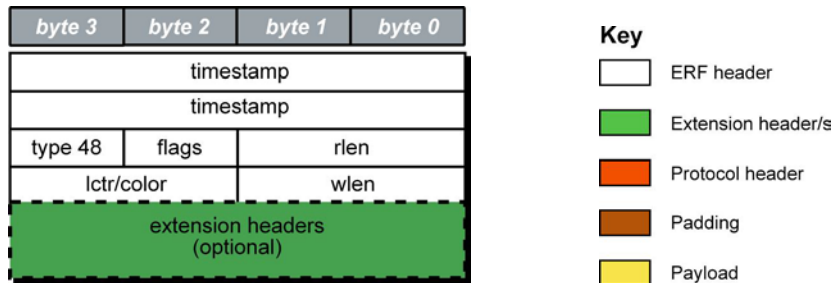 byte 3 byte 2 byte 1 byte 0
timestamp
timestamp
type 48 flags rlen
lctr/color wlen
extension headers
(optional)
Key
ERF header
Extension header/s
Protocol header
Padding
Payload